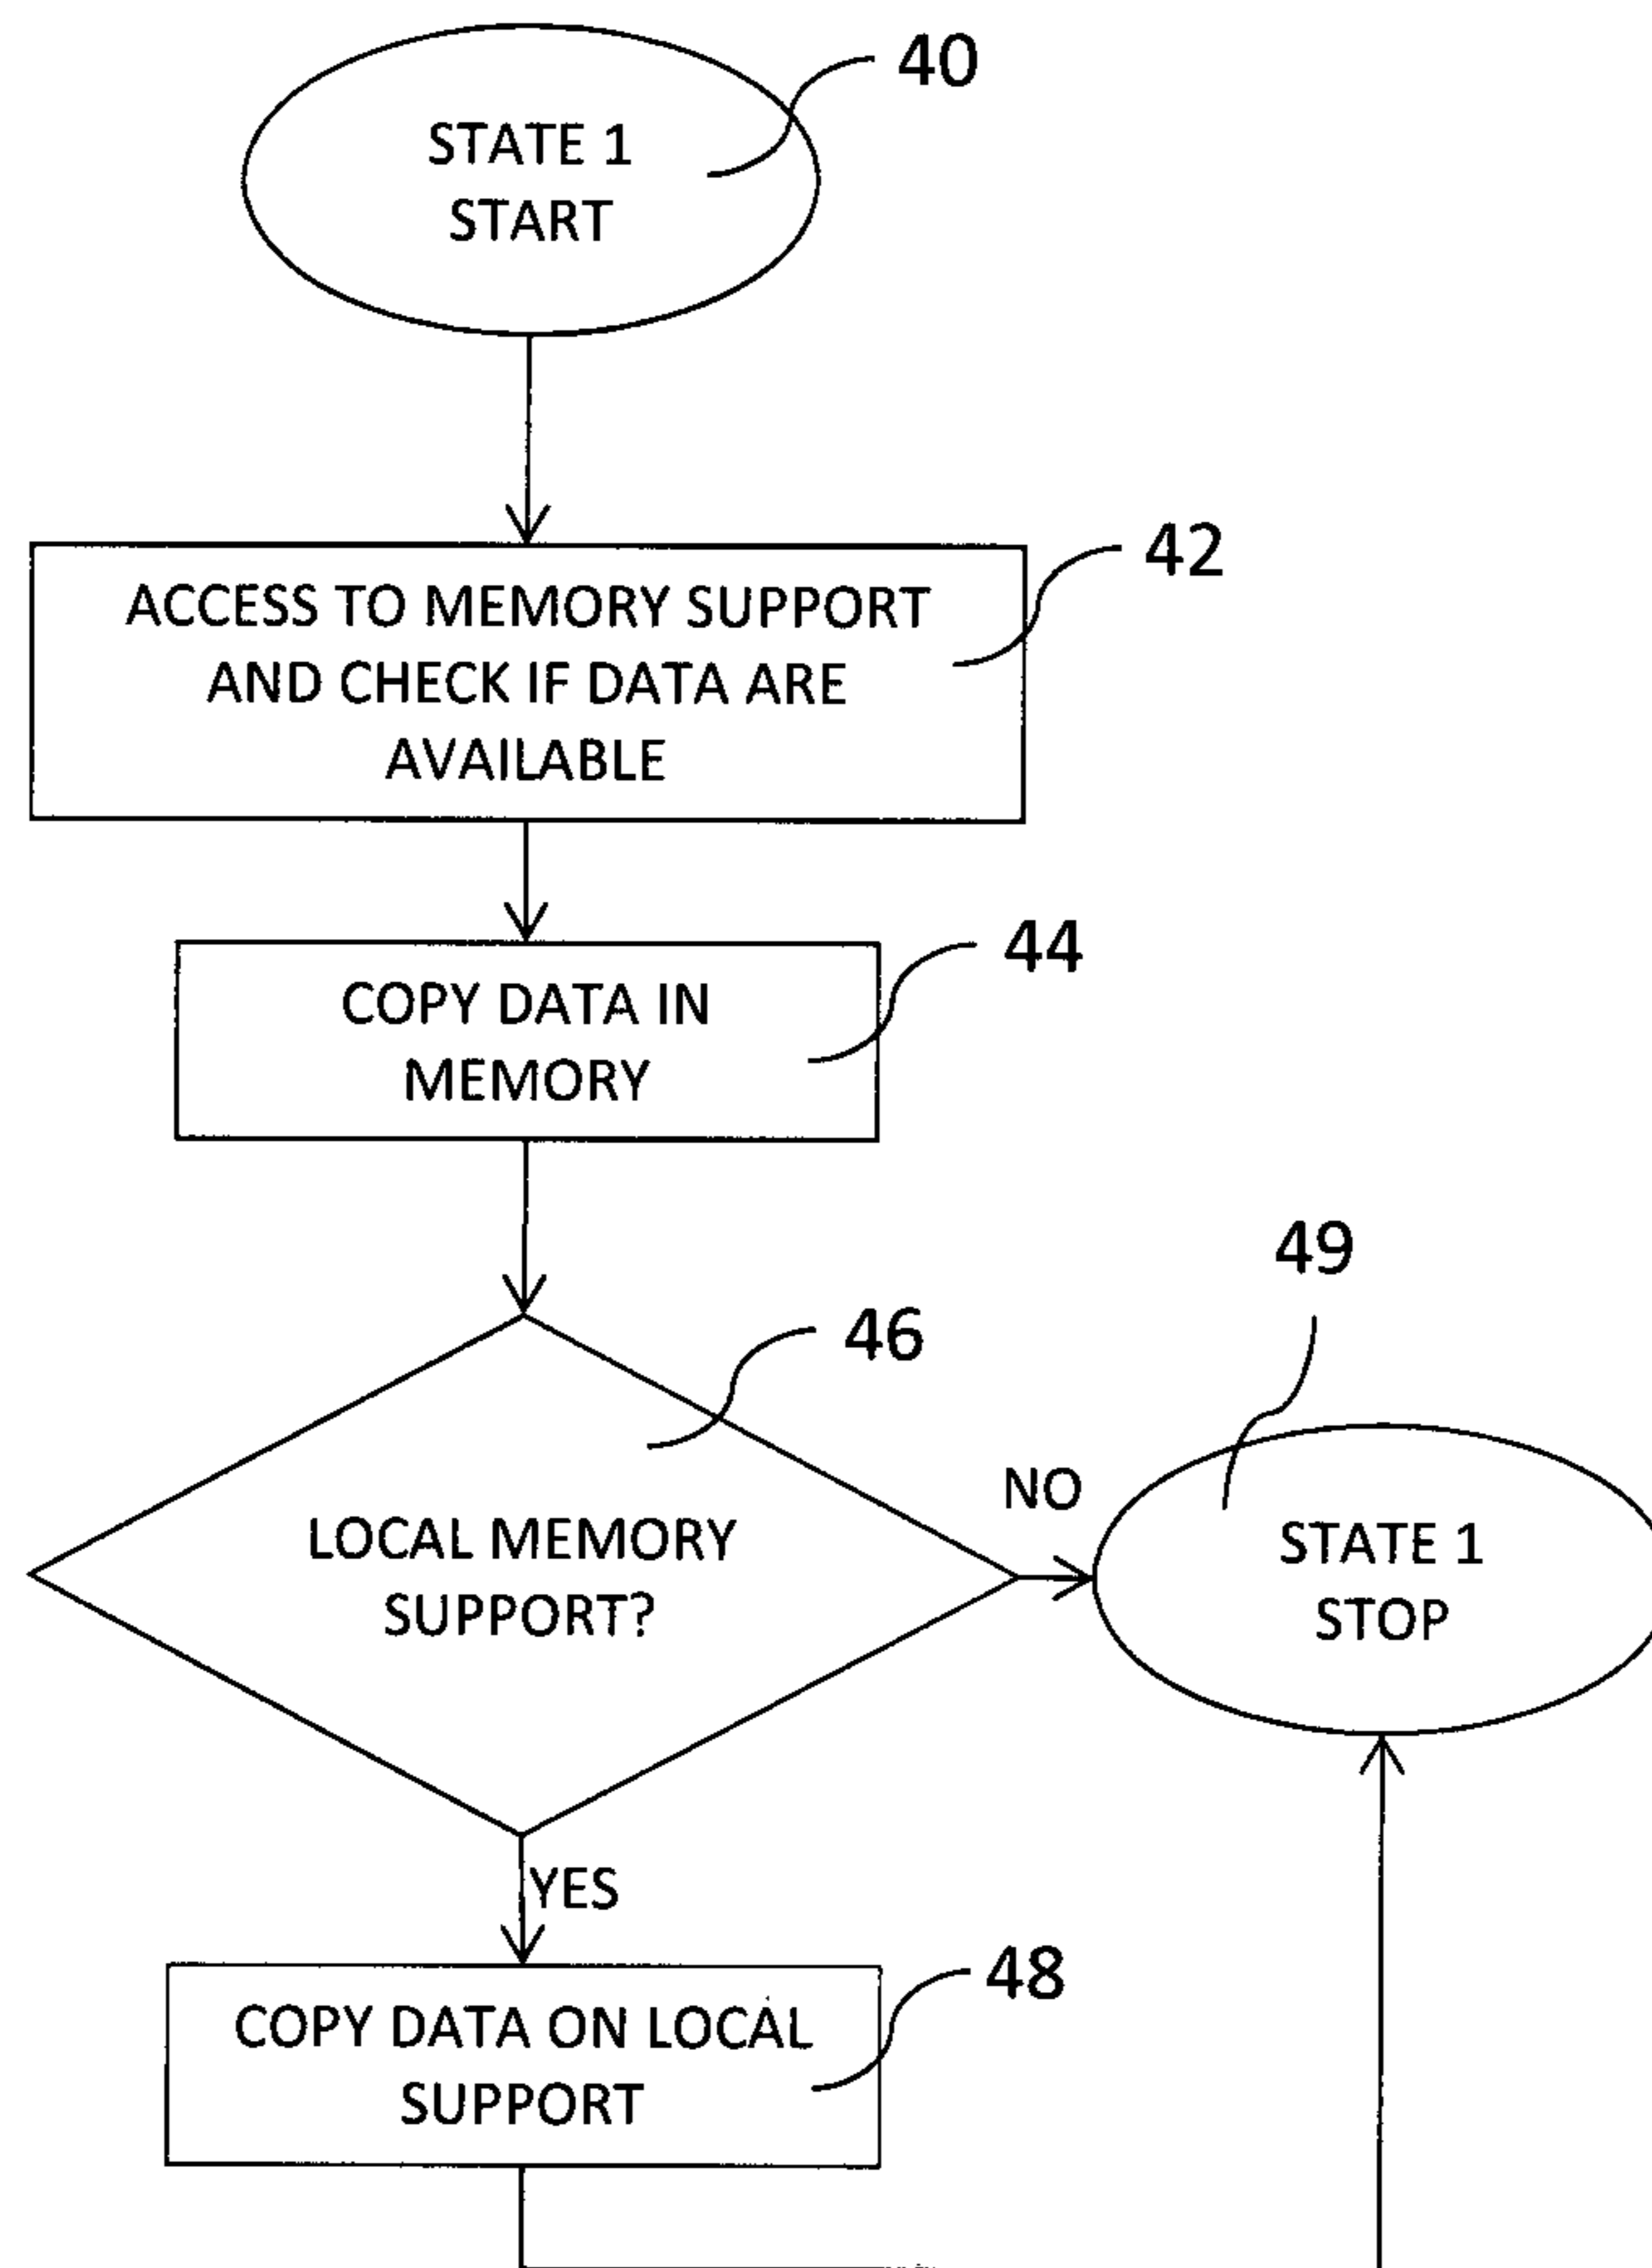 40
STATE 1
START
42
ACCESS TO MEMORY SUPPORT
AND CHECK IF DATA ARE
AVAILABLE
44
COPY DATA IN
MEMORY
49
46
NO
LOCAL MEMORY
SUPPORT?
STATE 1
STOP
YES
48
COPY DATA ON LOCAL
SUPPORT